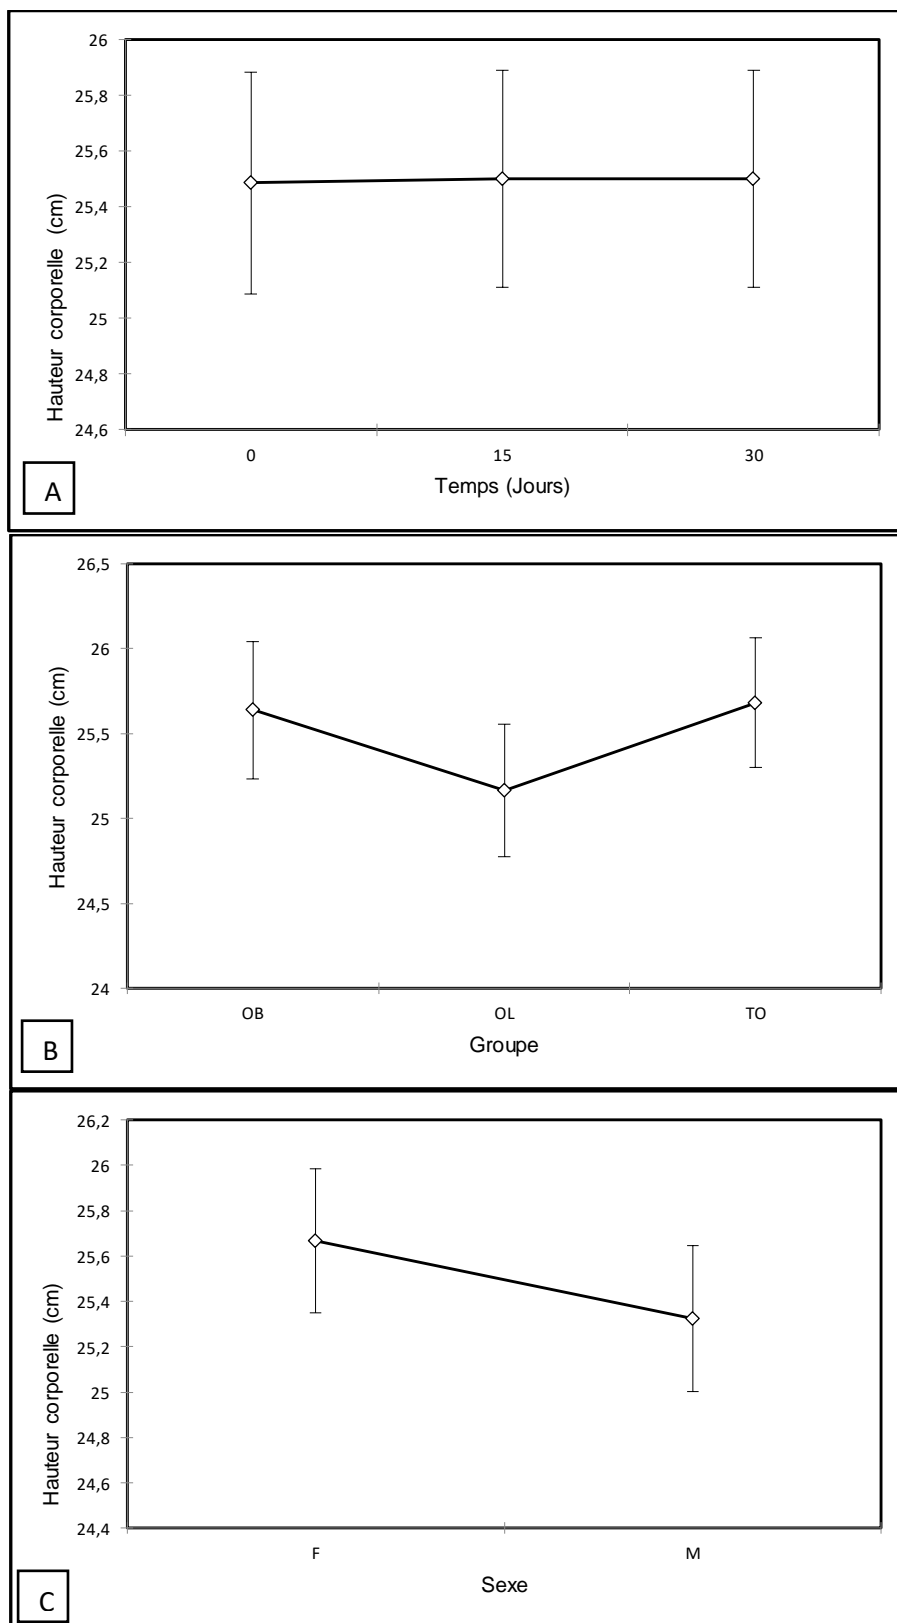 26
25,8
25,6
25,4
25,2
25
24,8
24,6
Hauteur corporelle (cm)
0 15 30
Temps (Jours)
A
26,5
26
25,5
25
24,5
24
Hauteur corporelle (cm)
OB OL TO
Groupe
B
26,2
26
25,8
25,6
25,4
25,2
25
24,8
24,6
24,4
Hauteur corporelle (cm)
F M
Sexe
C